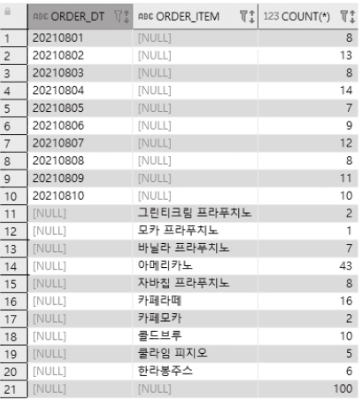 ABC ORDER_DT ABC ORDER_ITEM 123 COUNT(*)
1 20210801 [NULL] 8
2 20210802 [NULL] 13
3 20210803 [NULL] 8
4 20210804 [NULL] 14
5 20210805 [NULL] 7
6 20210806 [NULL] 9
7 20210807 [NULL] 12
8 20210808 [NULL] 8
9 20210809 [NULL] 11
10 20210810 [NULL] 10
11 [NULL] 그린티크림 프라푸치노 2
12 [NULL] 모카 프라푸치노 1
13 [NULL] 바닐라 프라푸치노 7
14 [NULL] 아메리카노 43
15 [NULL] 자바칩 프라푸치노 8
16 [NULL] 카페라떼 16
17 [NULL] 카페모카 2
18 [NULL] 콜드브루 10
19 [NULL] 쿨라임 피지오 5
20 [NULL] 한라봉주스 6
21 [NULL] [NULL] 100